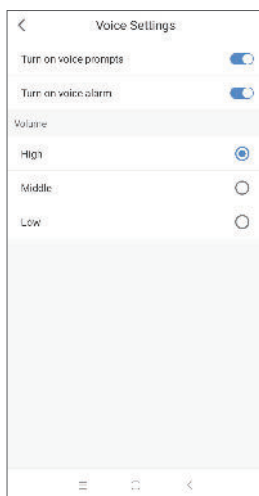 Voice Settings
Turn on voice prompts
Turn on voice alarm
Volume
High
Middle
Low